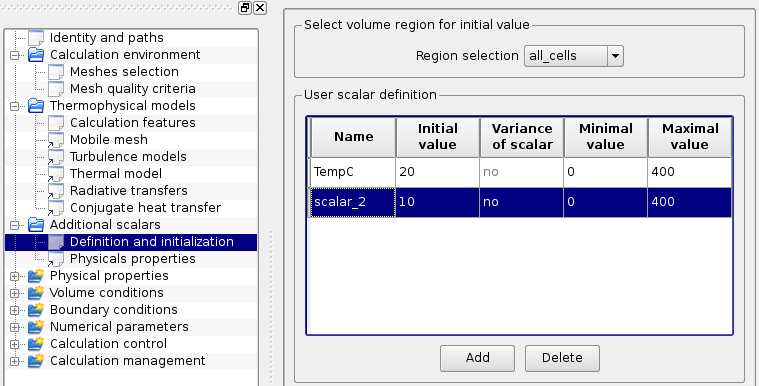 Identity and paths
Calculation environment
Meshes selection
Mesh quality criteria
Thermophysical models
Calculation features
Mobile mesh
Turbulence models
Thermal model
Radiative transfers
Conjugate heat transfer
Additional scalars
Definition and initialization
Physicals properties
Physical properties
Volume conditions
Boundary conditions
Numerical parameters
Calculation control
Calculation management
Select volume region for initial value
Region selection all_cells
User scalar definition
Name Initial value Variance of scalar Minimal value Maximal value
TempC 20 no 0 400
scalar_2 10 no 0 400
Add Delete